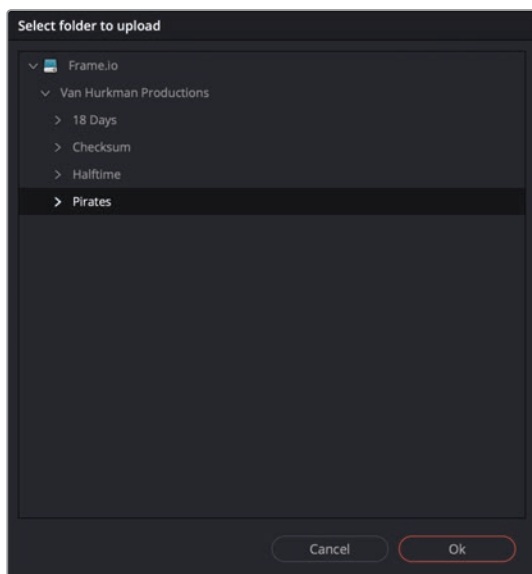 Select folder to upload
Frame.io
Van Hurkman Productions
18 Days
Checksum
Halftime
Pirates
Cancel Ok